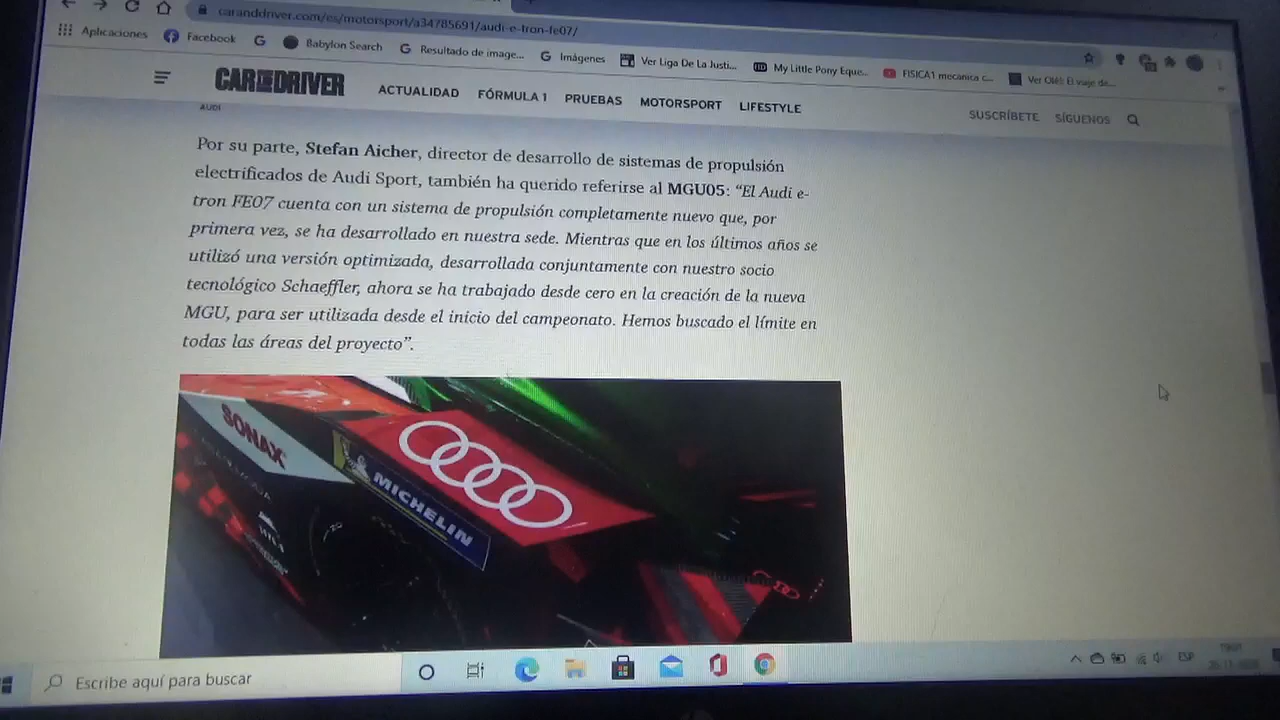 caranddriver.com/es/motorsport/a34785691/audi-e-tron-fe07/
Aplicaciones Facebook Babylon Search Resultado de image... Imágenes Ver Liga De La Justi... My Little Pony Eque... FISICA1 mecanica c... Ver Olé: El viaje de...
CAR AND DRIVER ACTUALIDAD FÓRMULA 1 PRUEBAS MOTORSPORT LIFESTYLE SUSCRÍBETE SÍGUENOS
AUDI
Por su parte, Stefan Aicher, director de desarrollo de sistemas de propulsión
electrificados de Audi Sport, también ha querido referirse al MGU05: “El Audi e-
tron FE07 cuenta con un sistema de propulsión completamente nuevo que, por
primera vez, se ha desarrollado en nuestra sede. Mientras que en los últimos años se
utilizó una versión optimizada, desarrollada conjuntamente con nuestro socio
tecnológico Schaeffler, ahora se ha trabajado desde cero en la creación de la nueva
MGU, para ser utilizada desde el inicio del campeonato. Hemos buscado el límite en
todas las áreas del proyecto”.
SONAX
MICHELIN
Escribe aquí para buscar
ESP